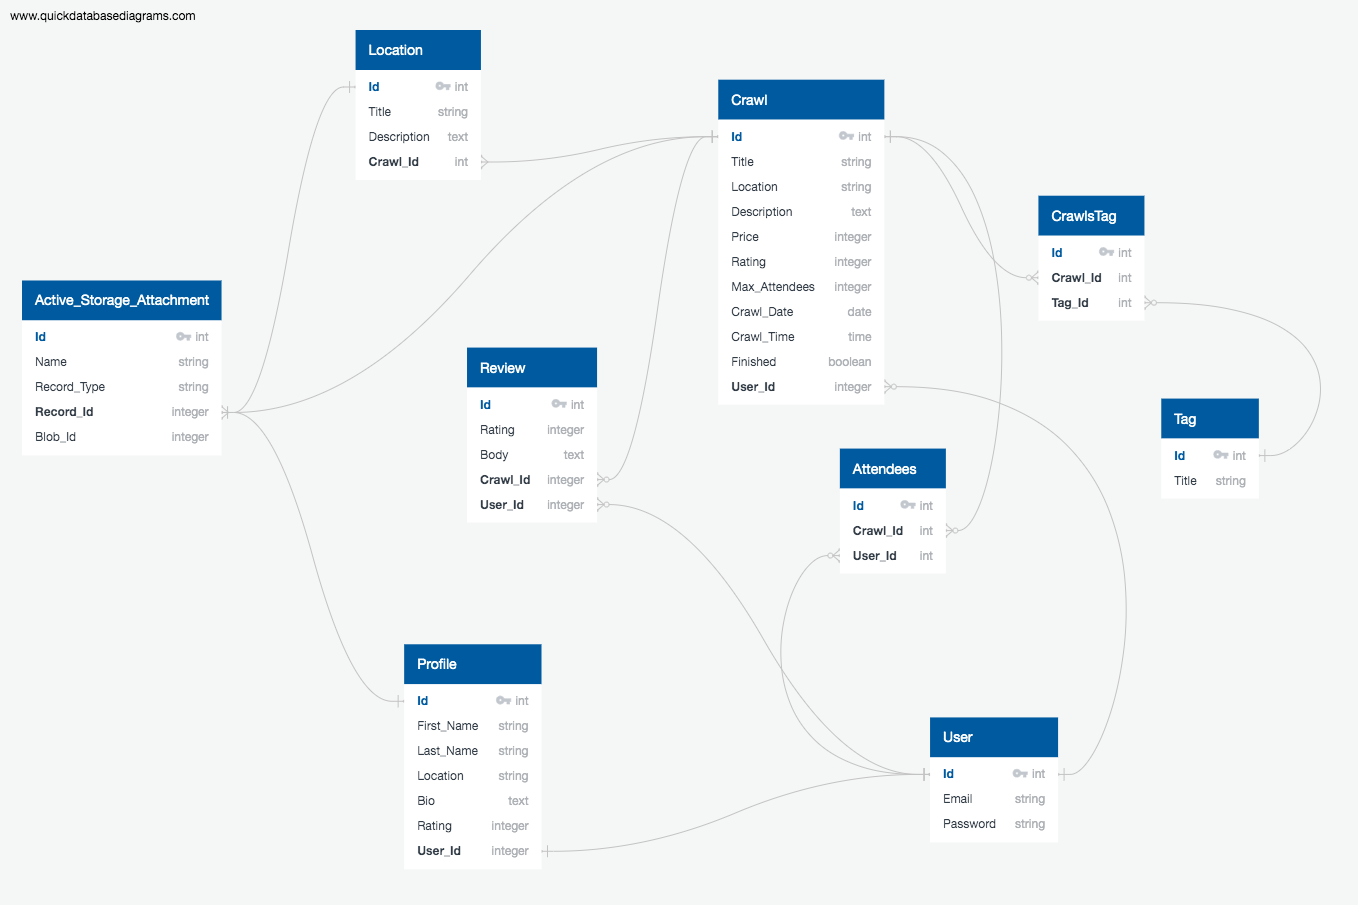 www.quickdatabasediagrams.com
Location
Id int
Title string
Description text
Crawl_Id int
Crawl
Id int
Title string
Location string
Description text
Price integer
Rating integer
Max_Attendees integer
Crawl_Date date
Crawl_Time time
Finished boolean
User_Id integer
CrawlsTag
Id int
Crawl_Id int
Tag_Id int
Active_Storage_Attachment
Id int
Name string
Record_Type string
Record_Id integer
Blob_Id integer
Review
Id int
Rating integer
Body text
Crawl_Id integer
User_Id integer
Tag
Id int
Title string
Attendees
Id int
Crawl_Id int
User_Id int
Profile
Id int
First_Name string
Last_Name string
Location string
Bio text
Rating integer
User_Id integer
User
Id int
Email string
Password string